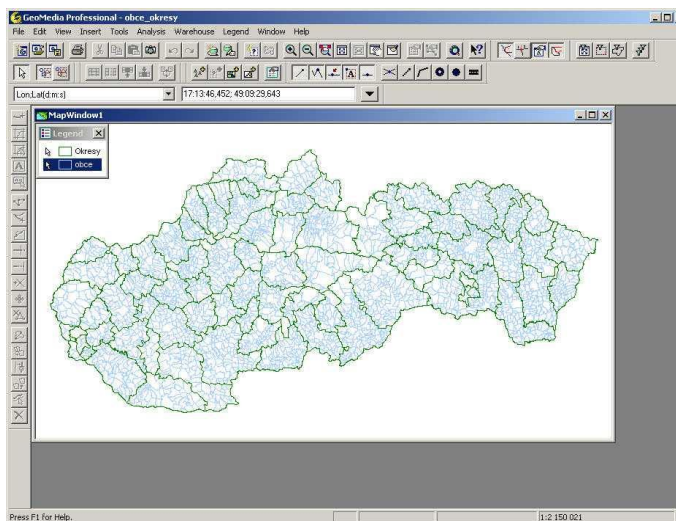 GeoMedia Professional - obce_okresy
File Edit View Insert Tools Analysis Warehouse Legend Window Help
Lon,Lat(d:m:s) 17:13:46,452; 49:09:29,643
MapWindow1
Legend
Okresy
obce
Press F1 for Help. 1:2 150 021